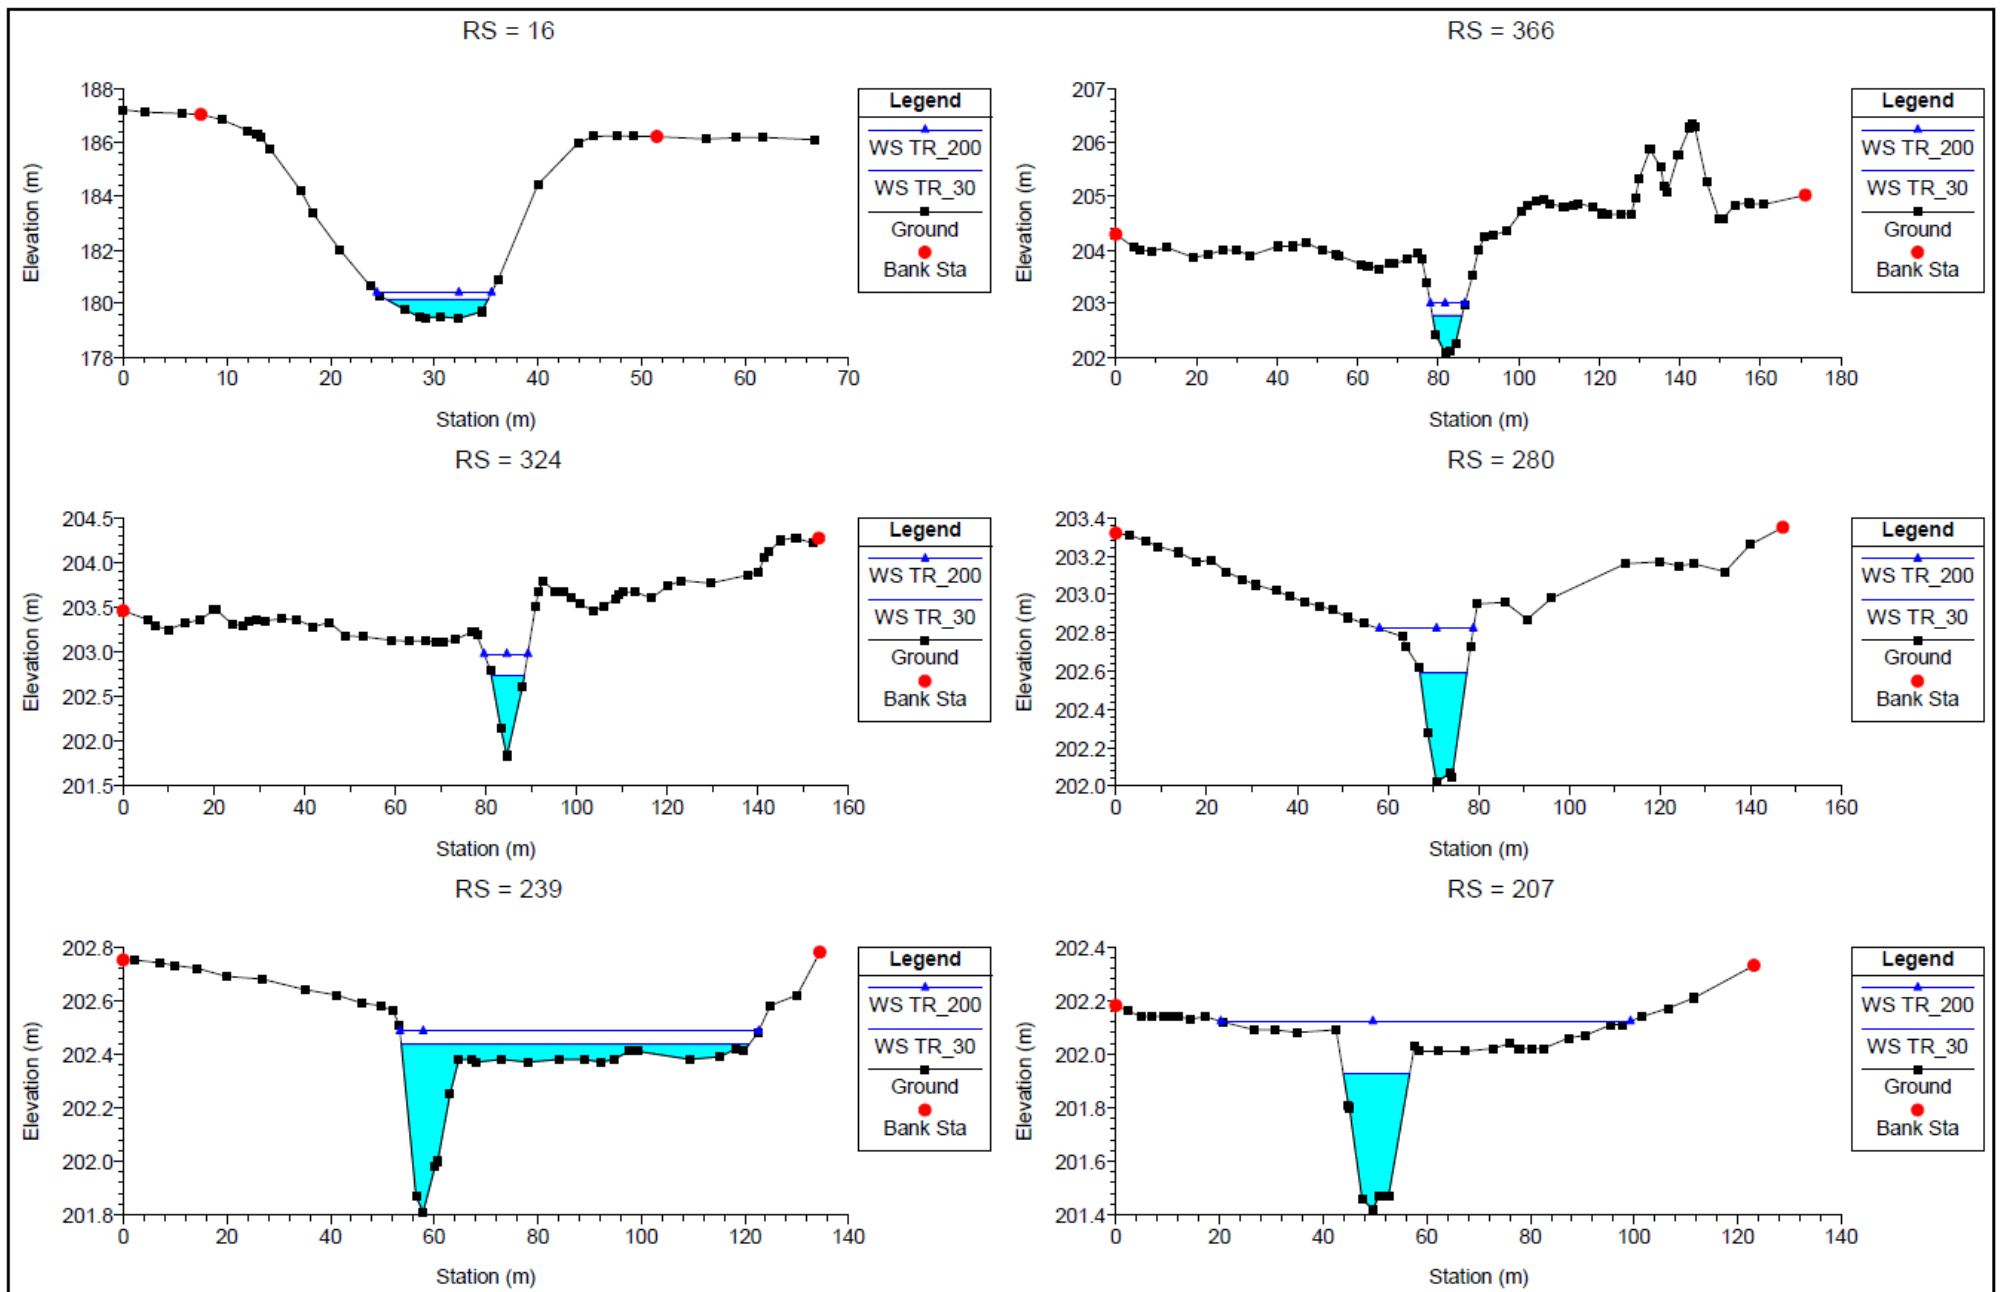 RS = 16
188
186
184
182
180
178
Elevation (m)
0 10 20 30 40 50 60 70
Station (m)
Legend
WS TR_200
WS TR_30
Ground
Bank Sta
RS = 366
207
206
205
204
203
202
Elevation (m)
0 20 40 60 80 100 120 140 160 180
Station (m)
Legend
WS TR_200
WS TR_30
Ground
Bank Sta
RS = 324
204.5
204.0
203.5
203.0
202.5
202.0
201.5
Elevation (m)
0 20 40 60 80 100 120 140 160
Station (m)
Legend
WS TR_200
WS TR_30
Ground
Bank Sta
RS = 280
203.4
203.2
203.0
202.8
202.6
202.4
202.2
202.0
Elevation (m)
0 20 40 60 80 100 120 140 160
Station (m)
Legend
WS TR_200
WS TR_30
Ground
Bank Sta
RS = 239
202.8
202.6
202.4
202.2
202.0
201.8
Elevation (m)
0 20 40 60 80 100 120 140
Station (m)
Legend
WS TR_200
WS TR_30
Ground
Bank Sta
RS = 207
202.4
202.2
202.0
201.8
201.6
201.4
Elevation (m)
0 20 40 60 80 100 120 140
Station (m)
Legend
WS TR_200
WS TR_30
Ground
Bank Sta